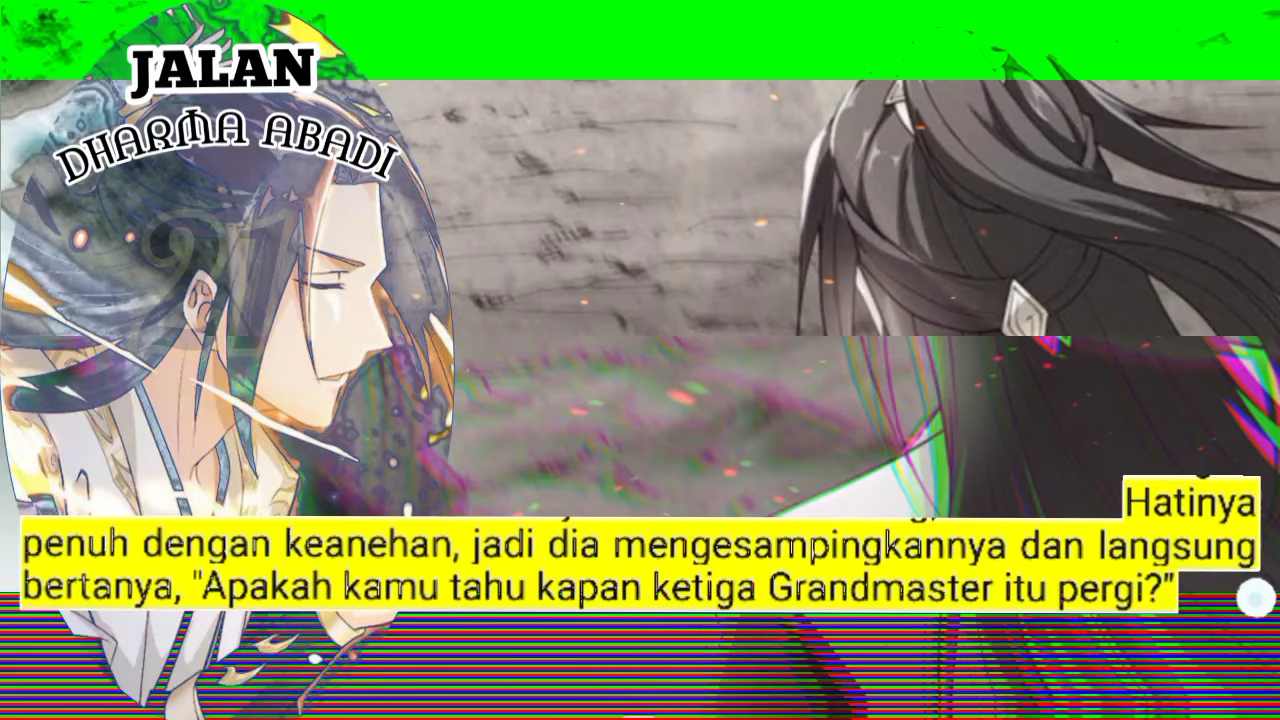 JALAN
DHARMA ABADI
21
Hatinya
penuh dengan keanehan, jadi dia mengesampingkannya dan langsung
bertanya, "Apakah kamu tahu kapan ketiga Grandmaster itu pergi?"